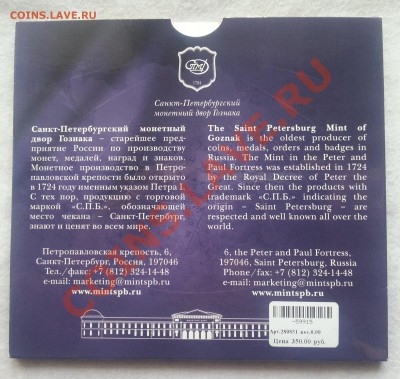 COINS.LAVE.RU
1724
Санкт-Петербургский
монетный двор Гознака
Санкт-Петербургский монетный
двор Гознака – старейшее пред-
приятие России по производству
монет, медалей, наград и знаков.
Монетное производство в Петро-
павловской крепости было открыто
в 1724 году именным указом Петра I.
С тех пор, продукцию с торговой
маркой «С.П.Б.», обозначающей
место чекана – Санкт-Петербург,
знают и ценят во всем мире.
Петропавловская крепость, 6,
Санкт-Петербург, Россия, 197046
Тел./факс: +7 (812) 324-14-48
e-mail: marketing@mintspb.ru
www.mintspb.ru
The Saint Petersburg Mint of
Goznak is the oldest producer of
coins, medals, orders and badges in
Russia. The Mint in the Peter and
Paul Fortress was established in 1724
by the Royal Decree of Peter the
Great. Since then the products with
trademark «С.П.Б.» indicating the
origin – Saint Petersburg – are
respected and well known all over the
world.
6, the Peter and Paul Fortress,
197046, Saint Petersburg, Russia
Phone/fax: +7 (812) 324-14-48
e-mail: marketing@mintspb.ru
www.mintspb.ru
-59915
Цена 350.00 руб.
COINS.LAVE.RU